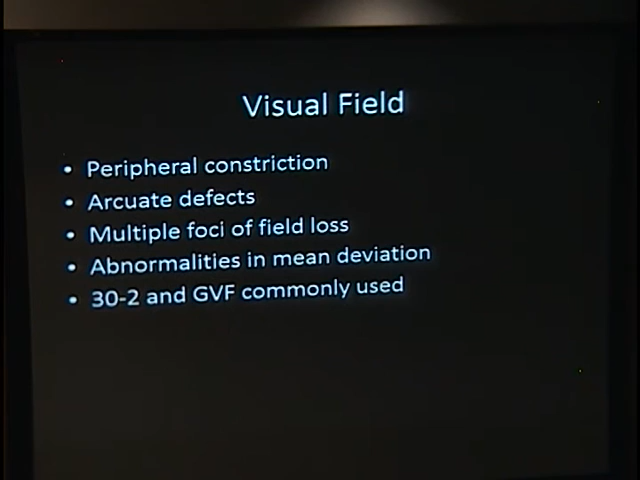 Visual Field
• Peripheral constriction
• Arcuate defects
• Multiple foci of field loss
• Abnormalities in mean deviation
• 30-2 and GVF commonly used